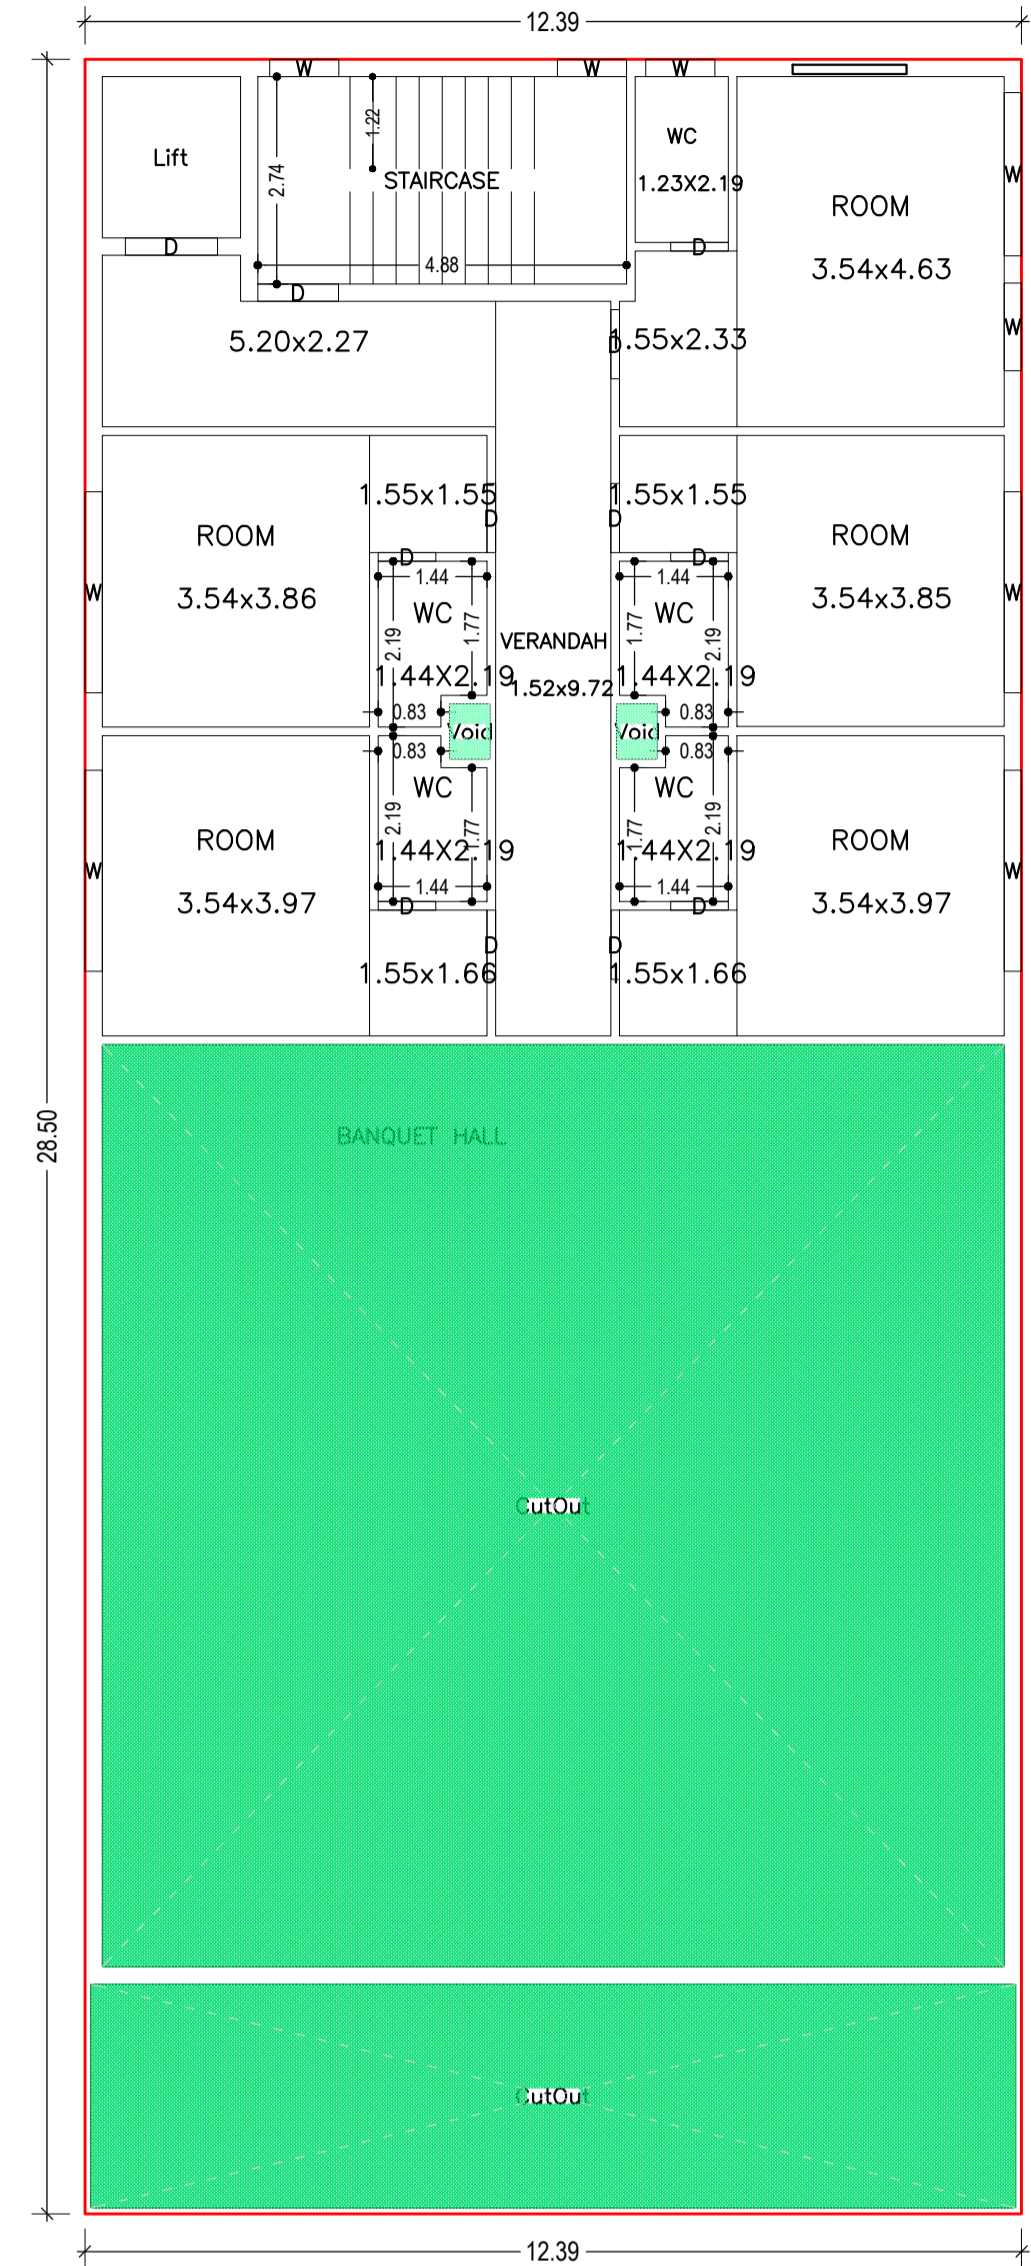 12.39
W
W
W
Lift
2.74
1.22
STAIRCASE
WC
1.23X2.19
W
ROOM
3.54x4.63
D
D
4.88
D
W
5.20x2.27
D
1.55x2.33
1.55x1.55
D
1.55x1.55
D
ROOM
3.54x3.86
W
ROOM
3.54x3.85
W
D
1.44
WC
2.19
1.77
1.44X2.19
0.83
D
1.44
WC
1.77
2.19
1.44X2.19
0.83
VERANDAH
1.52x9.72
Void
Void
0.83
WC
2.19
1.77
1.44X2.19
1.44
D
0.83
WC
1.77
2.19
1.44X2.19
1.44
D
ROOM
3.54x3.97
W
ROOM
3.54x3.97
W
D
1.55x1.66
D
1.55x1.66
28.50
BANQUET HALL
CutOut
CutOut
12.39